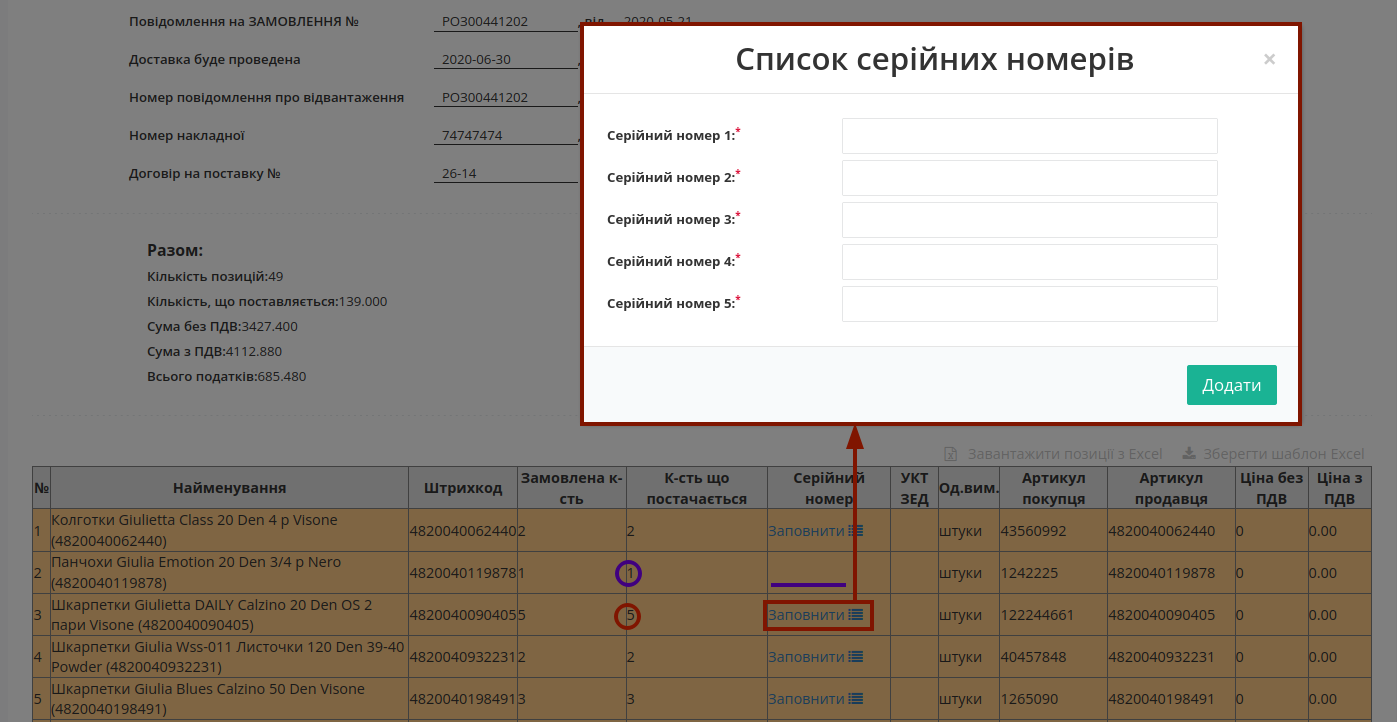 Повідомлення на ЗАМОВЛЕННЯ № РО300441202 від 2020-05-21
Доставка буде проведена 2020-06-30
Номер повідомлення про відвантаження РО300441202
Номер накладної 74747474
Договір на поставку № 26-14
Список серійних номерів ×
Серійний номер 1:*
Серійний номер 2:*
Серійний номер 3:*
Серійний номер 4:*
Серійний номер 5:*
Додати
Разом:
Кількість позицій:49
Кількість, що поставляється:139.000
Сума без ПДВ:3427.400
Сума з ПДВ:4112.880
Всього податків:685.480
Завантажити позиції з Excel Зберегти шаблон Excel
№ Найменування Штрихкод Замовлена к-сть К-сть що постачається Серійний номер УКТ ЗЕД Од.вим. Артикул покупця Артикул продавця Ціна без ПДВ Ціна з ПДВ
1 Колготки Giulietta Class 20 Den 4 p Visone (4820040062440) 4820040062440 2 2 Заповнити штуки 43560992 4820040062440 0 0.00
2 Панчохи Giulia Emotion 20 Den 3/4 p Nero (4820040119878) 4820040119878 1 1 штуки 1242225 4820040119878 0 0.00
3 Шкарпетки Giulietta DAILY Calzino 20 Den OS 2 пари Visone (4820040090405) 4820040090405 5 5 Заповнити штуки 122244661 4820040090405 0 0.00
4 Шкарпетки Giulia Wss-011 Листочки 120 Den 39-40 Powder (4820040932231) 4820040932231 2 2 Заповнити штуки 40457848 4820040932231 0 0.00
5 Шкарпетки Giulia Blues Calzino 50 Den Visone (4820040198491) 4820040198491 3 3 Заповнити штуки 1265090 4820040198491 0 0.00